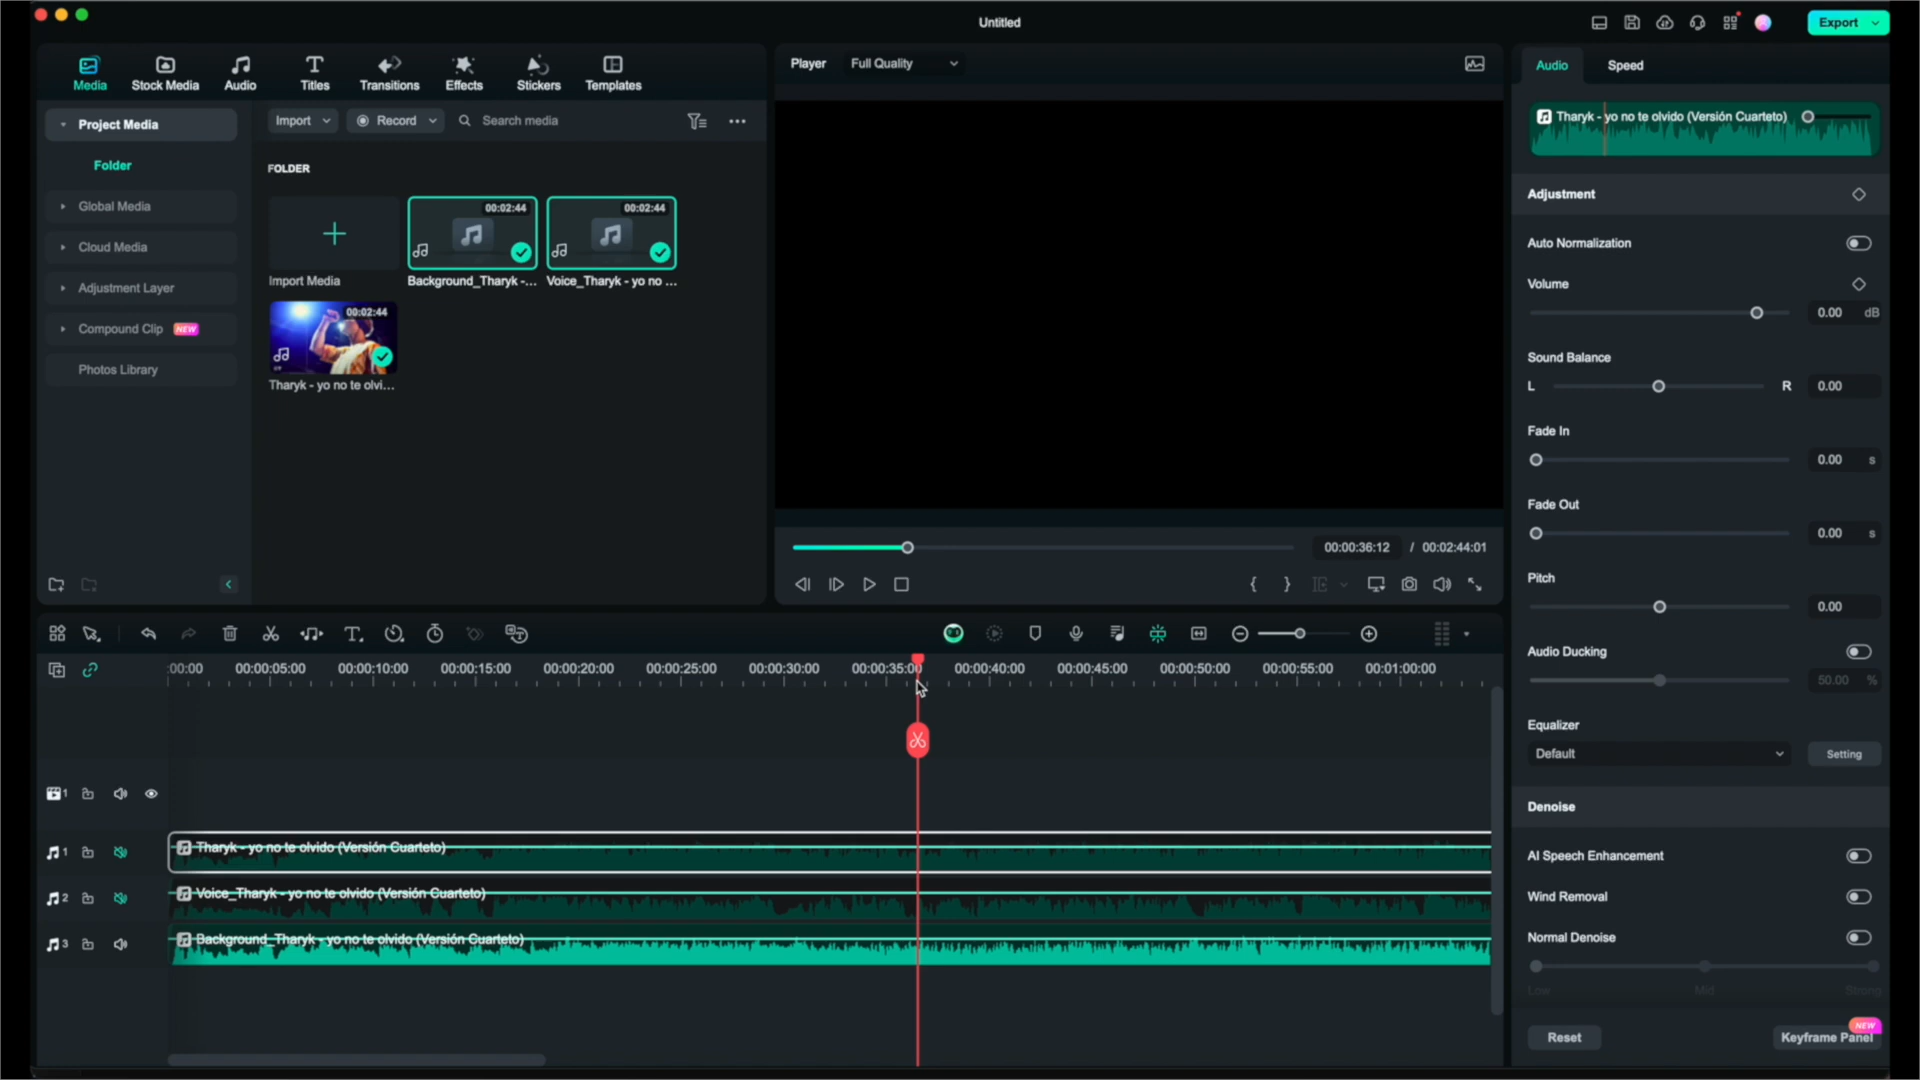 Untitled
Export
Media
Stock Media
Audio
Titles
Transitions
Effects
Stickers
Templates
Player
Full Quality
Audio
Speed
Project Media
Import
Record
Search media
Tharyk - yo no te olvido (Versión Cuarteto)
Folder
FOLDER
Global Media
Cloud Media
Adjustment Layer
Compound Clip NEW
Photos Library
00:02:44
00:02:44
Import Media
Background_Tharyk -...
Voice_Tharyk - yo no ...
00:02:44
Tharyk - yo no te olvi...
Adjustment
Auto Normalization
Volume
0.00 dB
Sound Balance
L R 0.00
Fade In
0.00 s
Fade Out
0.00 s
Pitch
0.00
Audio Ducking
50.00 %
Equalizer
Default
Setting
Denoise
AI Speech Enhancement
Wind Removal
Normal Denoise
Low Mid Strong
Reset
NEW
Keyframe Panel
00:00:36:12 / 00:02:44:01
:00:00 00:00:05:00 00:00:10:00 00:00:15:00 00:00:20:00 00:00:25:00 00:00:30:00 00:00:35:00 00:00:40:00 00:00:45:00 00:00:50:00 00:00:55:00 00:01:00:00
1
1
Tharyk - yo no te olvido (Versión Cuarteto)
2
Voice_Tharyk - yo no te olvido (Versión Cuarteto)
3
Background_Tharyk - yo no te olvido (Versión Cuarteto)